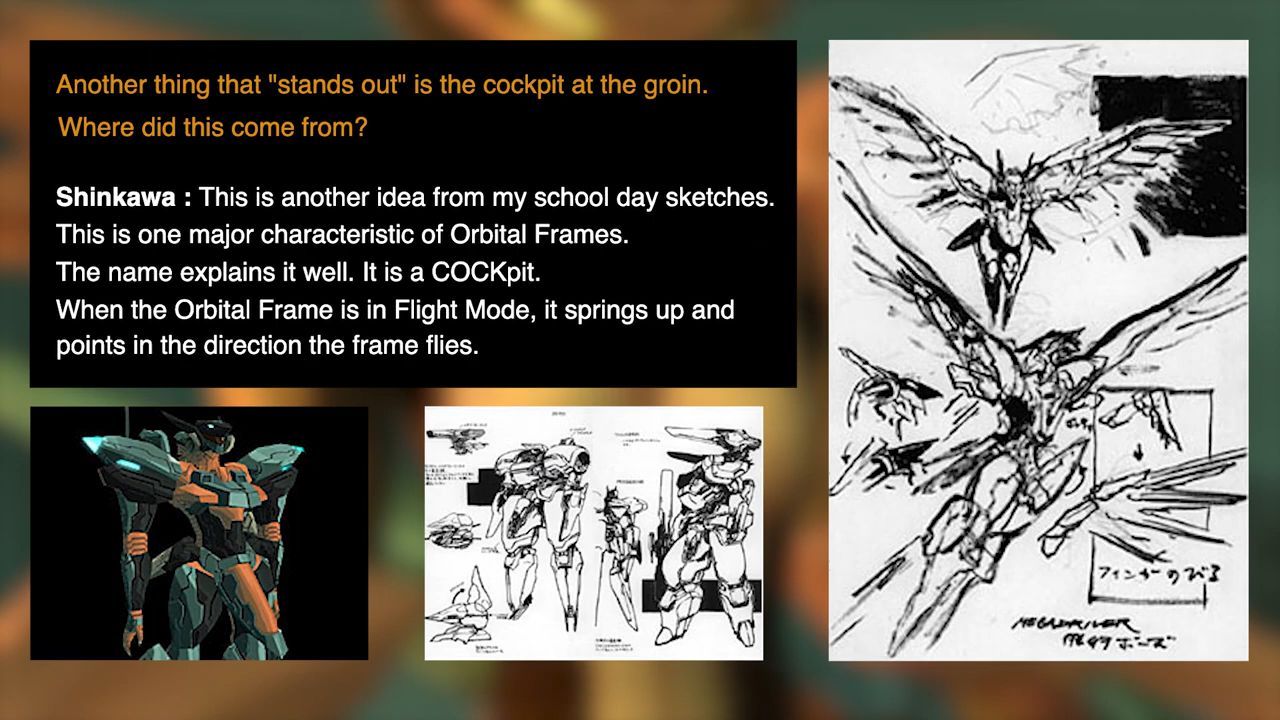 Another thing that "stands out" is the cockpit at the groin.
Where did this come from?
Shinkawa : This is another idea from my school day sketches.
This is one major characteristic of Orbital Frames.
The name explains it well. It is a COCKpit.
When the Orbital Frame is in Flight Mode, it springs up and
points in the direction the frame flies.
フィンガーのびる